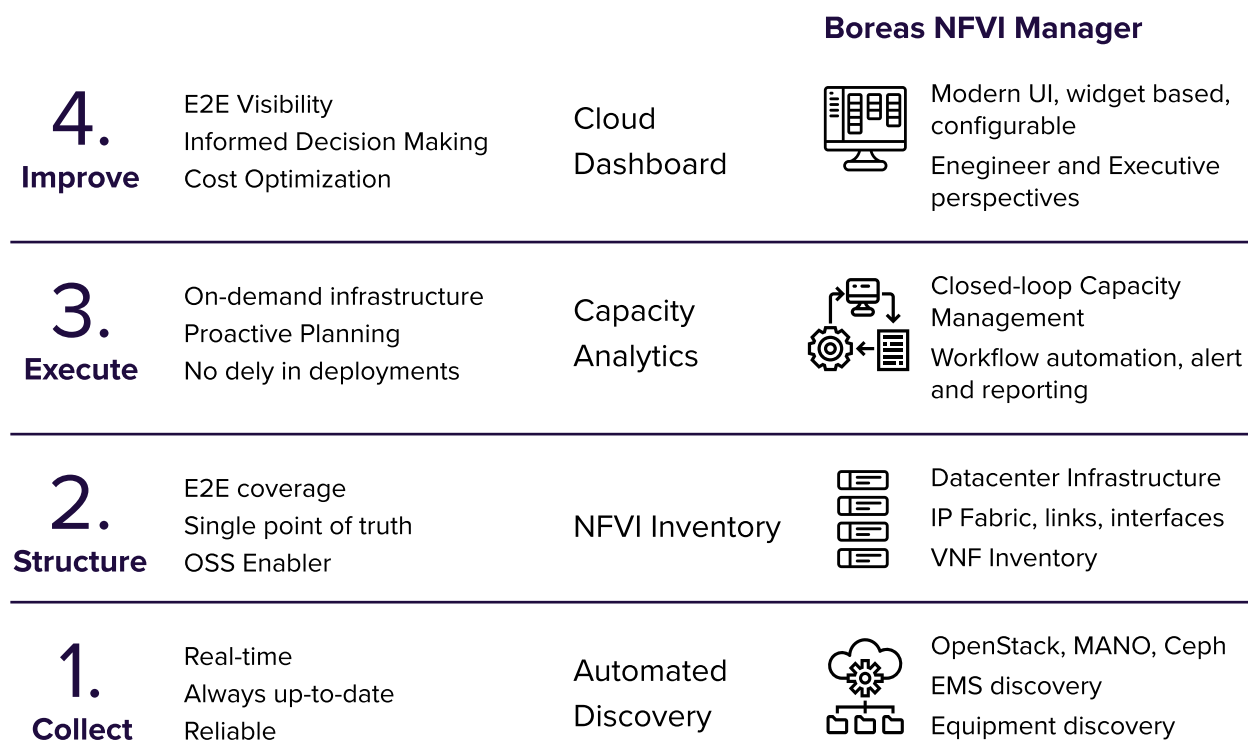 Boreas NFVI Manager
4.
Improve
E2E Visibility
Informed Decision Making
Cost Optimization
Cloud
Dashboard
Modern UI, widget based,
configurable
Enegineer and Executive
perspectives
3.
Execute
On-demand infrastructure
Proactive Planning
No dely in deployments
Capacity
Analytics
Closed-loop Capacity
Management
Workflow automation, alert
and reporting
2.
Structure
E2E coverage
Single point of truth
OSS Enabler
NFVI Inventory
Datacenter Infrastructure
IP Fabric, links, interfaces
VNF Inventory
1.
Collect
Real-time
Always up-to-date
Reliable
Automated
Discovery
OpenStack, MANO, Ceph
EMS discovery
Equipment discovery